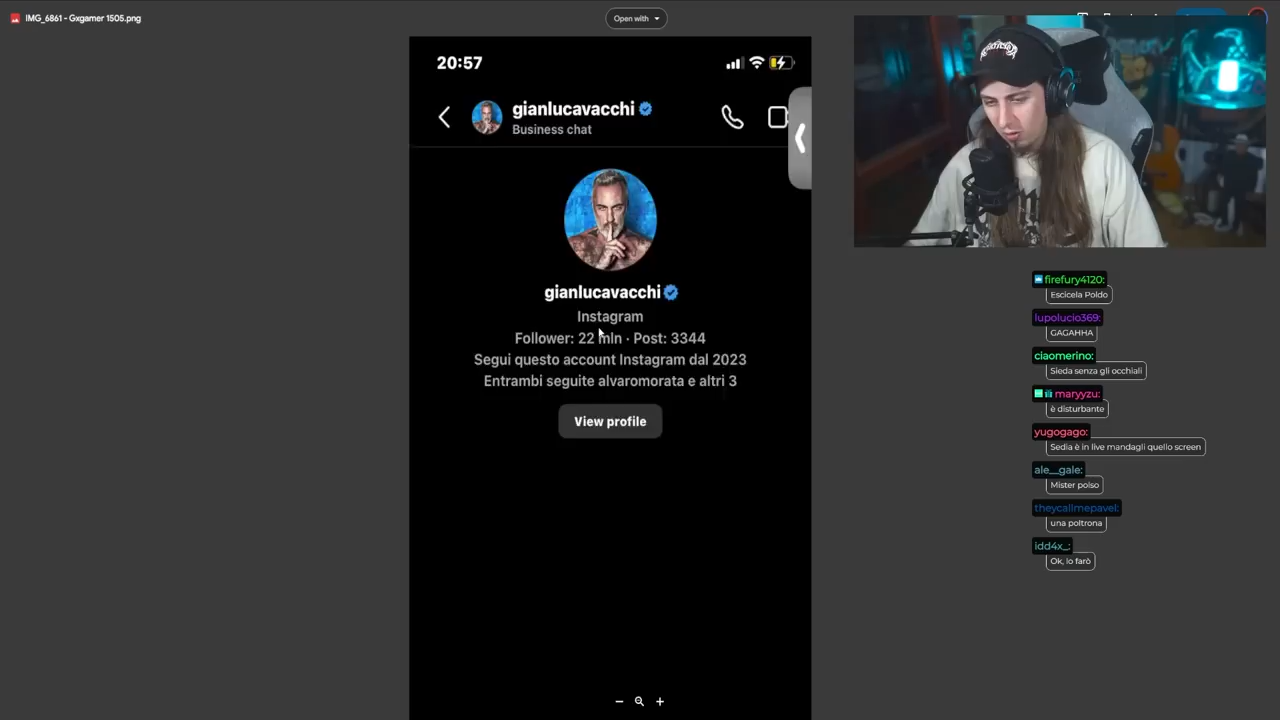 IMG_6861 - Gxgamer 1505.png
Open with
20:57
gianlucavacchi
Business chat
gianlucavacchi
Instagram
Follower: 22 mln · Post: 3344
Segui questo account Instagram dal 2023
Entrambi seguite alvaromorata e altri 3
View profile
firefury4120:
Escicela Poldo
lupolucio369:
GAGAHHA
ciaomerino:
Sieda senza gli occhiali
maryyzu:
è disturbante
yugogago:
Sedia è in live mandagli quello screen
ale__gale:
Mister polso
theycallmepavel:
una poltrona
idd4x_:
Ok, lo farò